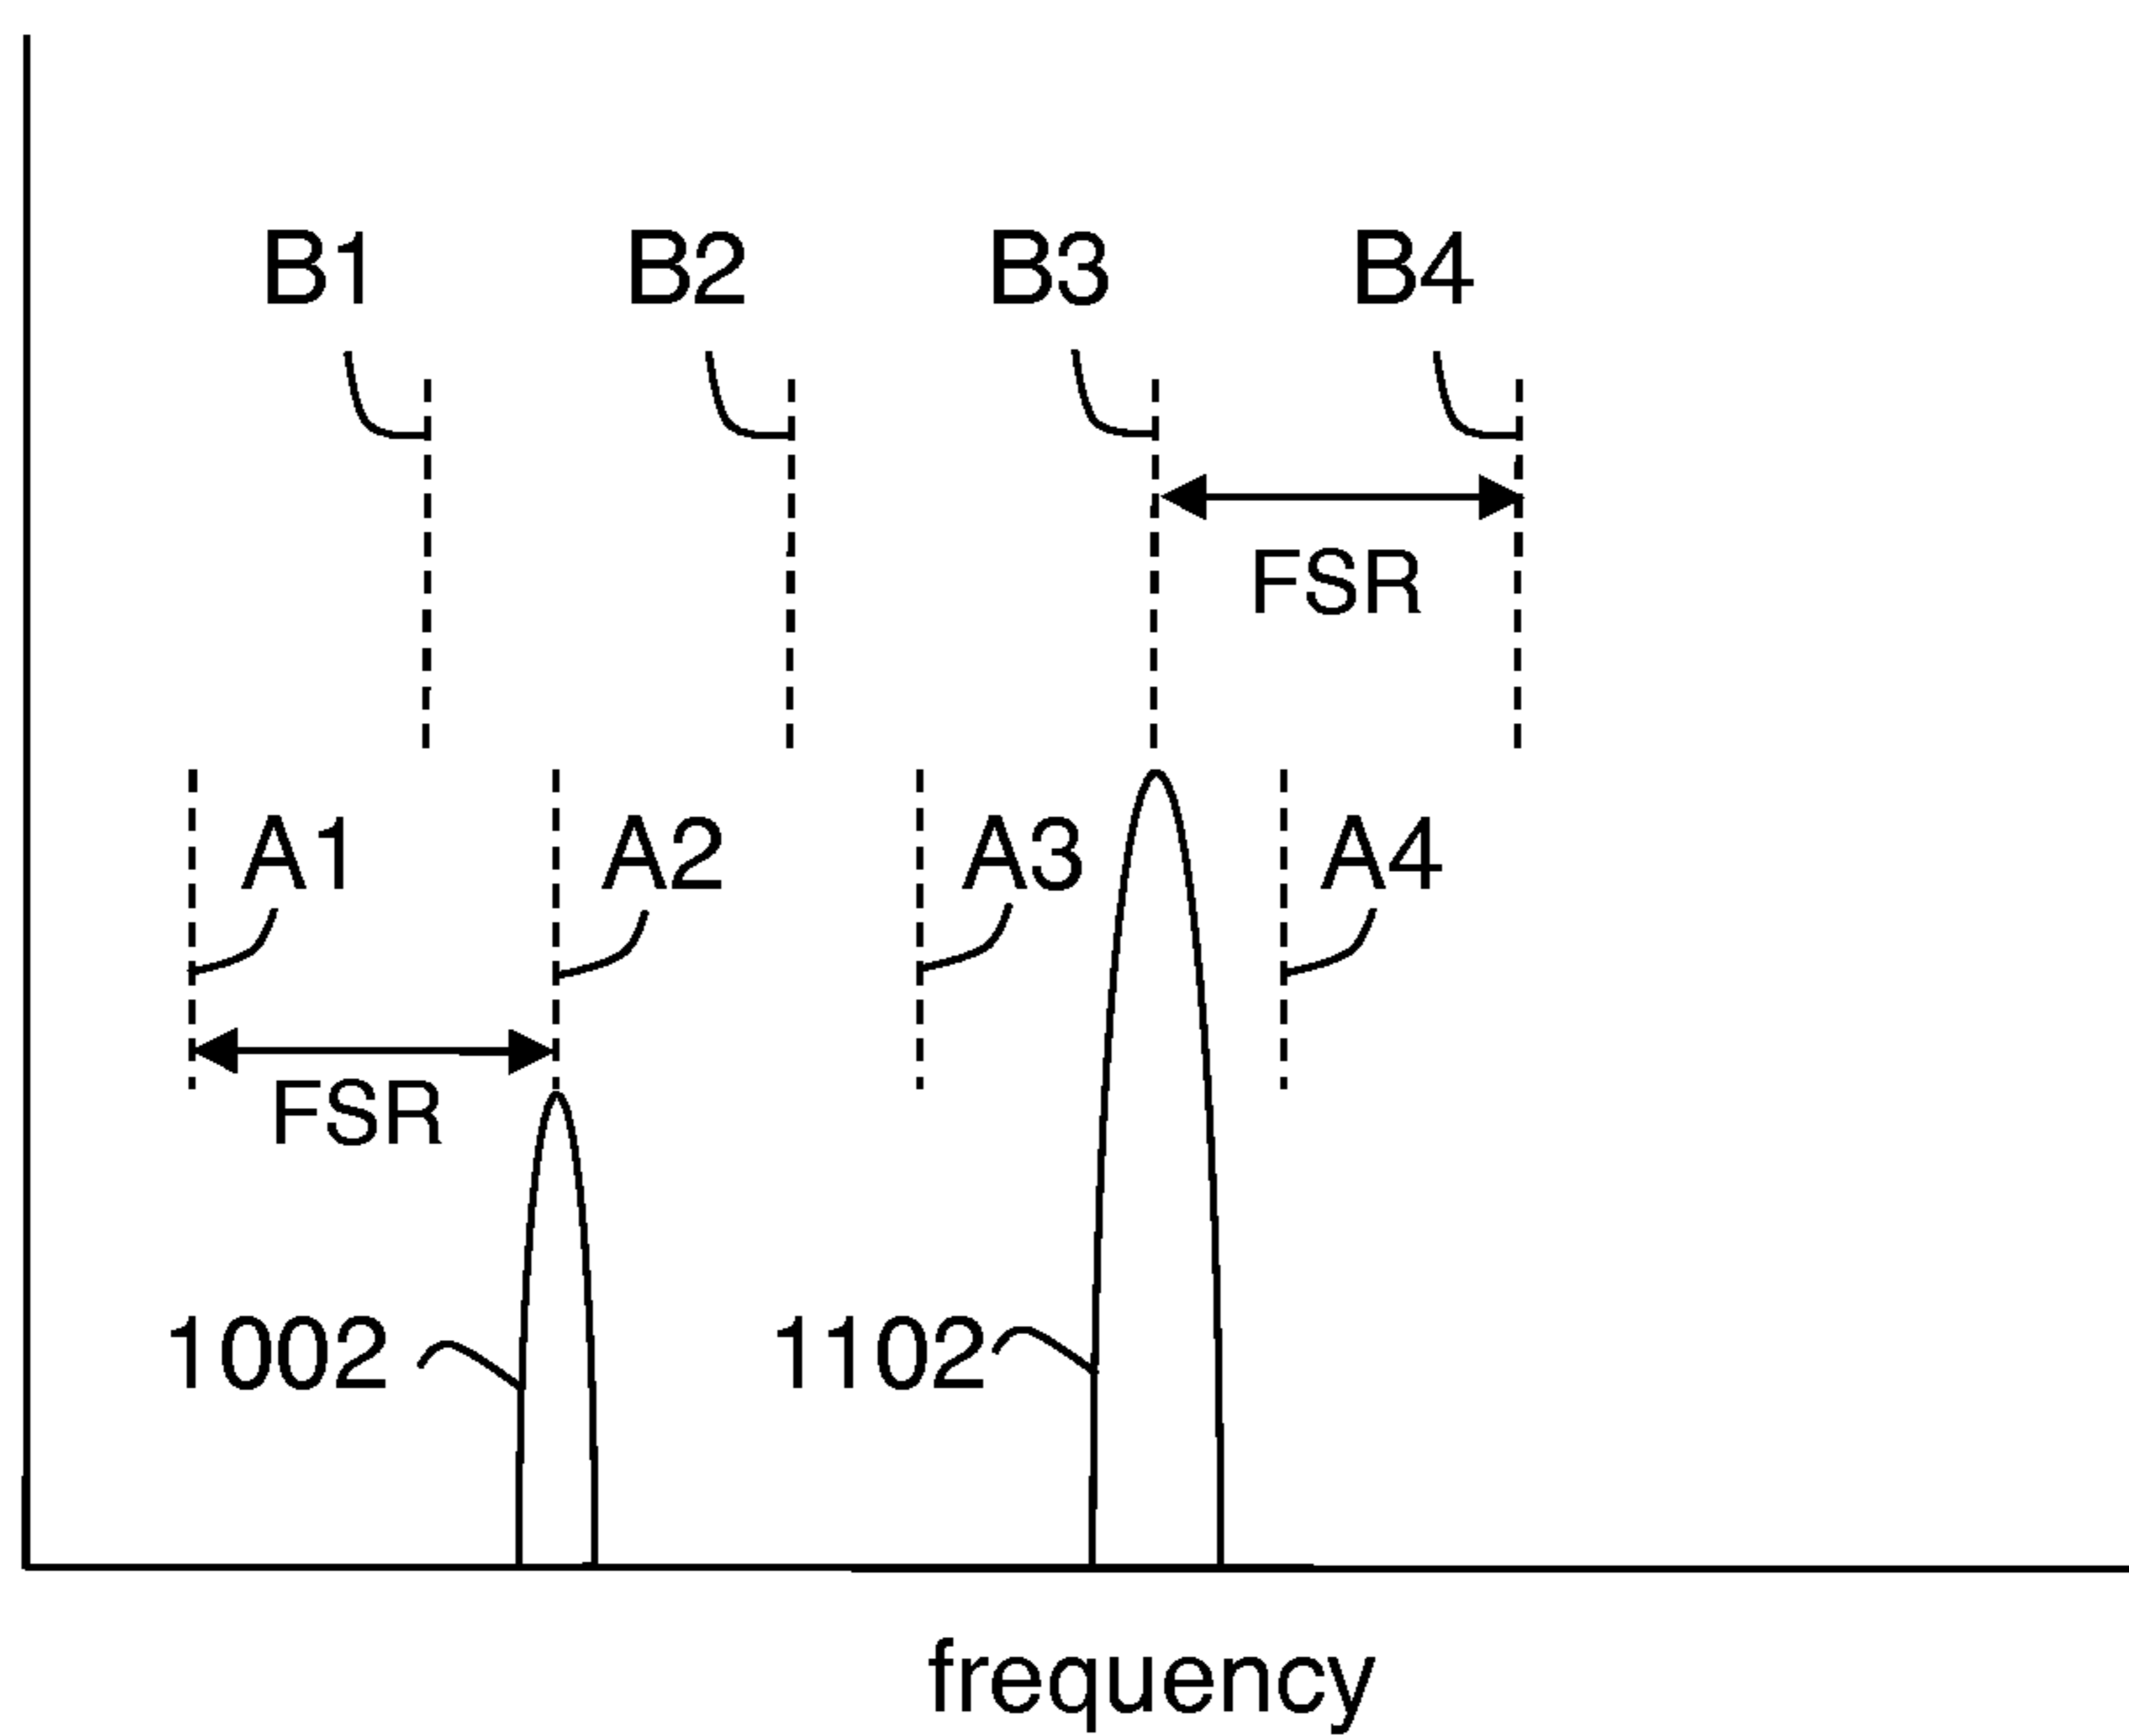 B1 B2 B3 B4
FSR
A1 A2 A3 A4
FSR
1002 1102
frequency